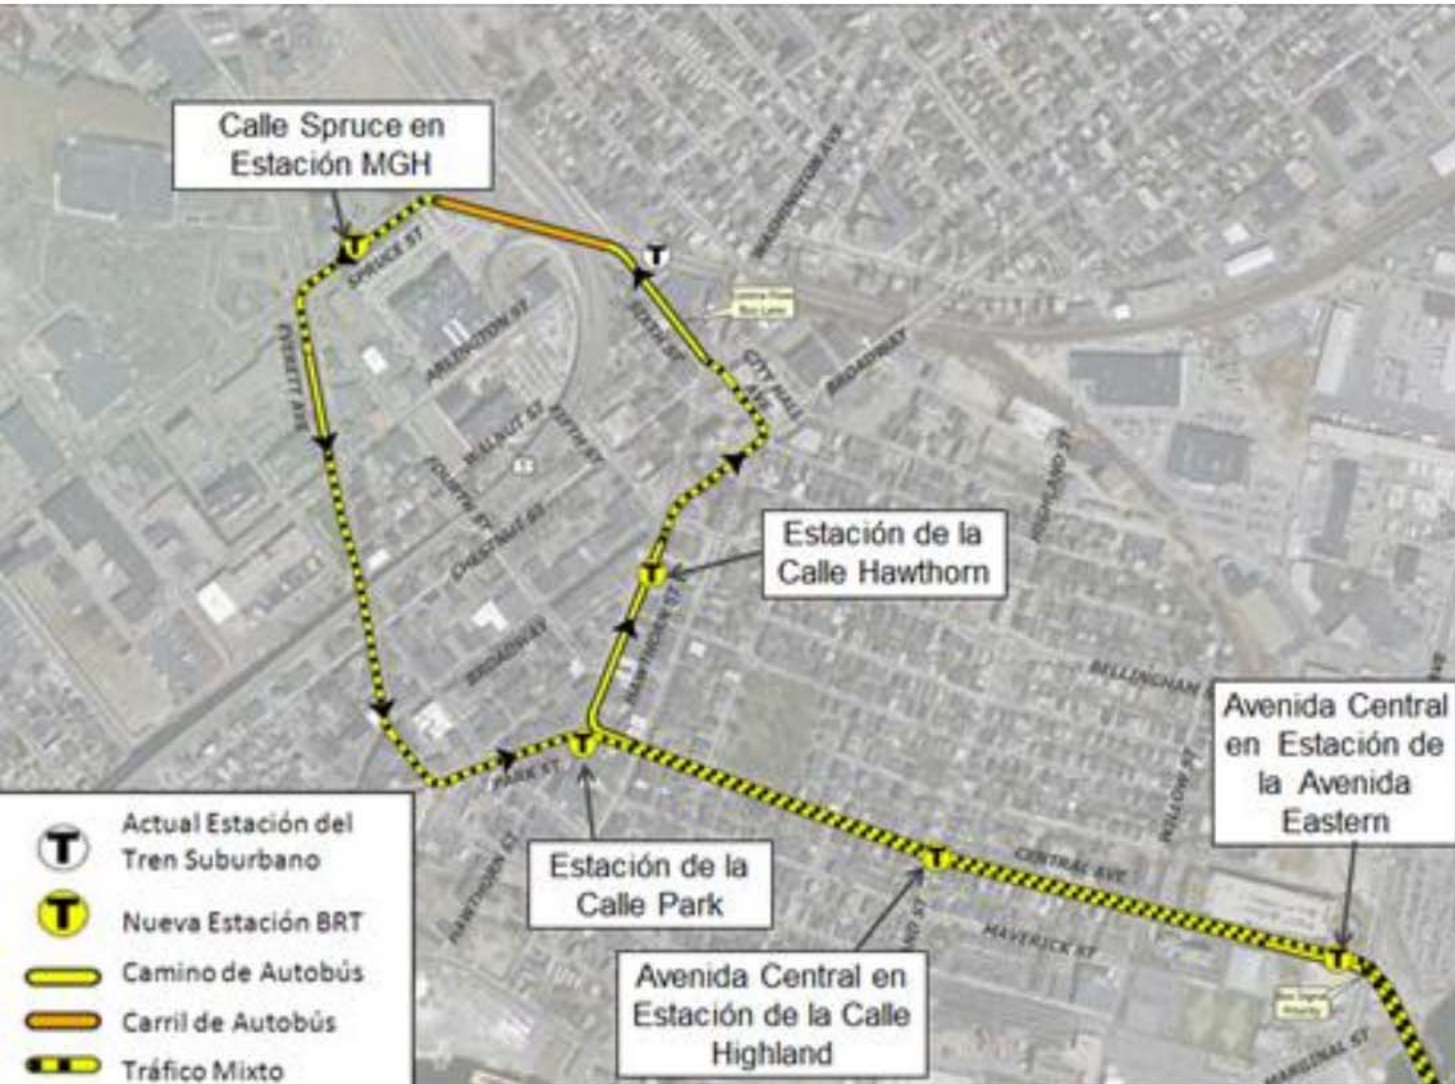 Calle Spruce en
Estación MGH
WASHINGTON AVE
SPRUCE ST
EVERETT AVE
ARLINGTON ST
SIXTH ST
CITY HALL
AVE
BROADWAY
WALNUT ST
FIFTH ST
FOURTH ST
CHESTNUT ST
HIGHLAND ST
Estación de la
Calle Hawthorn
HAWTHORN ST
BROADWAY
BELLINGHAM
AVE
Avenida Central
en Estación de
la Avenida
Eastern
WILLOW ST
PARK ST
Estación de la
Calle Park
HAWTHORN ST
CENTRAL AVE
MAVERICK ST
Avenida Central en
Estación de la Calle
Highland
MARGINAL ST
T Actual Estación del
Tren Suburbano
T Nueva Estación BRT
Camino de Autobús
Carril de Autobús
Tráfico Mixto